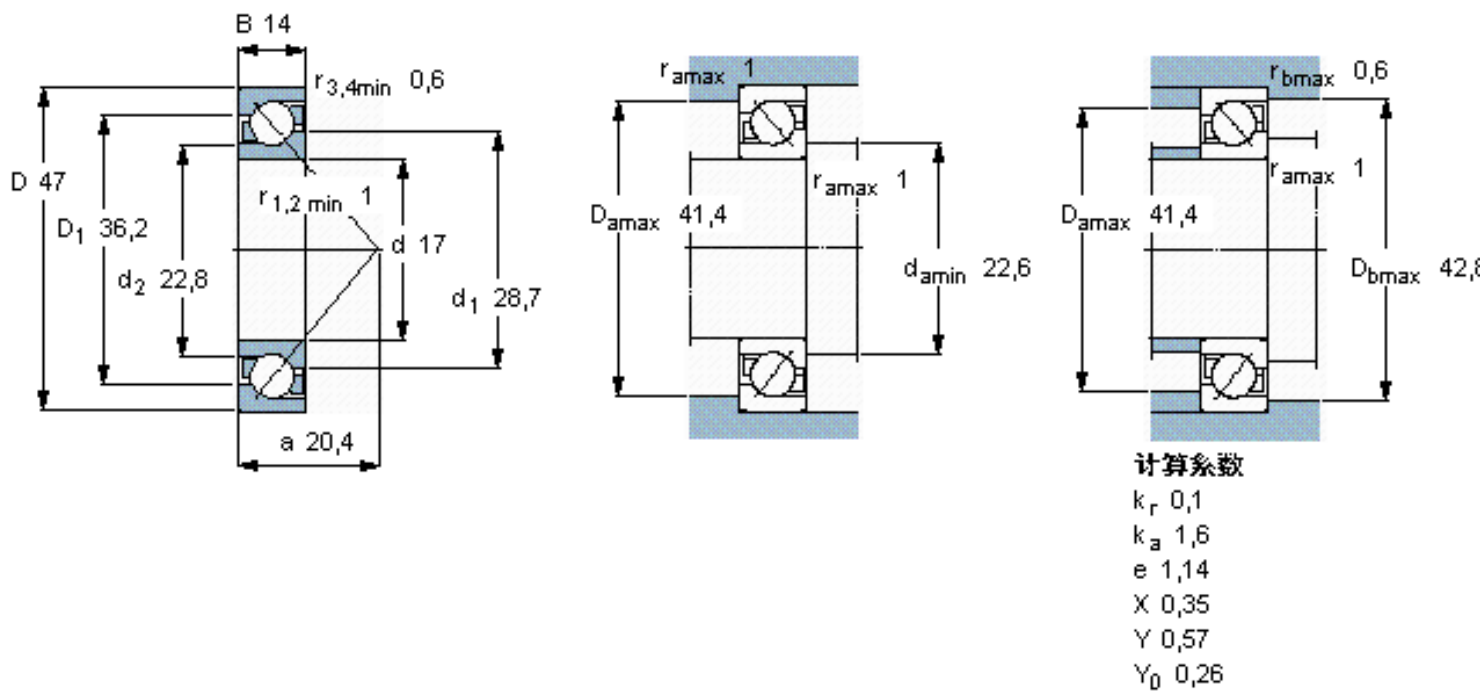 B 14
r3,4min 0,6
D 47
D1 36,2
d2 22,8
r1,2 min 1
d 17
d1 28,7
a 20,4
ramax 1
ramax 1
Damax 41,4
damin 22,6
rbmax 0,6
ramax 1
Damax 41,4
Dbmax 42,8
计算系数
kr 0,1
ka 1,6
e 1,14
X 0,35
Y 0,57
Y0 0,26